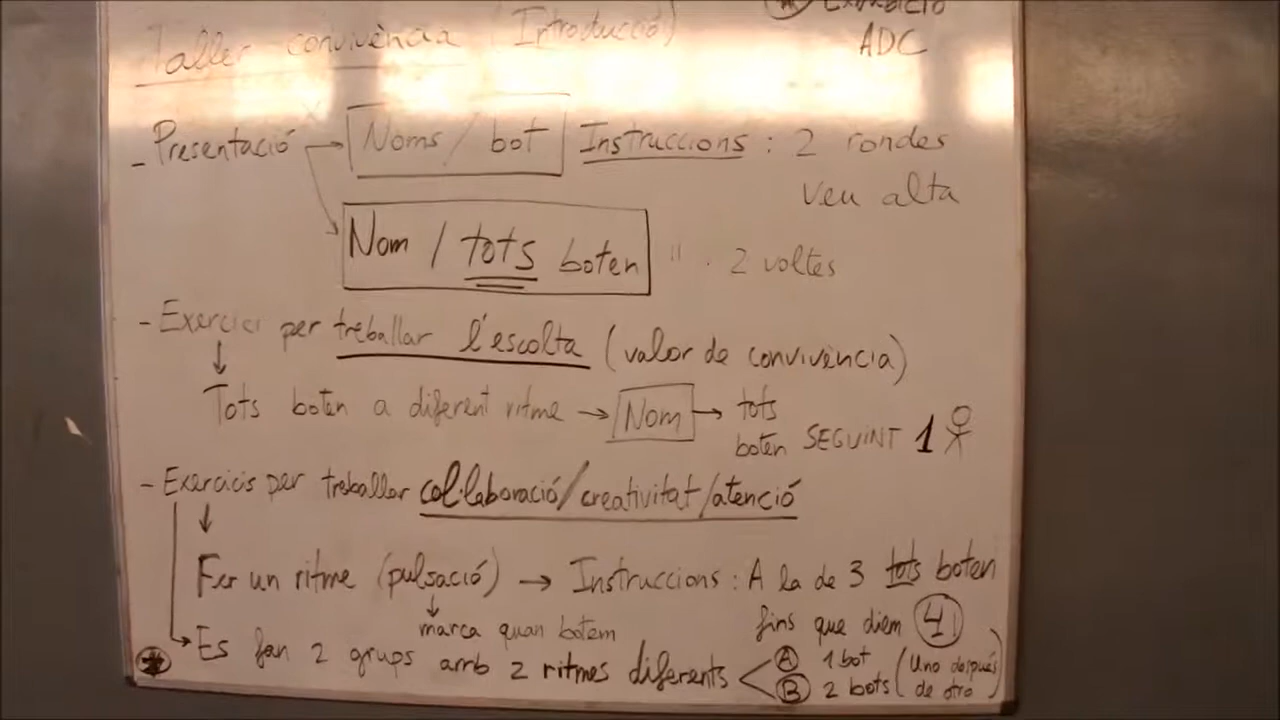 ADC
Taller convivència (Introducció)
- Presentació → Noms / bot Instruccions : 2 rondes
veu alta
Nom / tots boten " . 2 voltes
- Exercici per treballar l'escolta (valor de convivència)
↓
Tots boten a diferent ritme → Nom → tots
boten SEGUINT 1
- Exercicis per treballar col·laboració/creativitat/atenció
↓
Fer un ritme (pulsació) → Instruccions : A la de 3 tots boten
↓
marca quan botem fins que diem 4
Es fan 2 grups amb 2 ritmes diferents
A 1 bot
B 2 bots (Uno después
de otro)